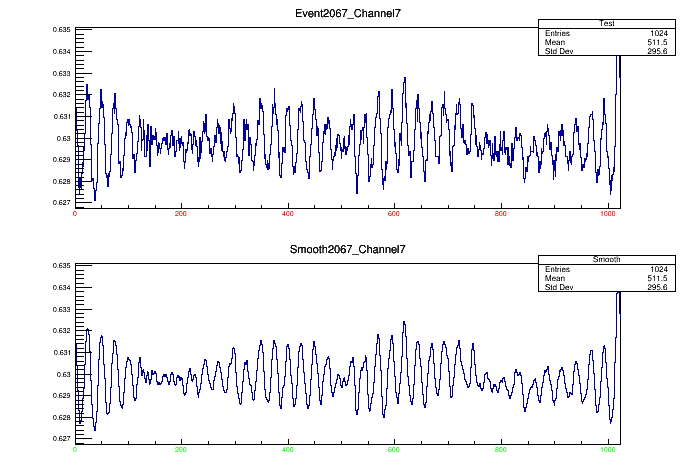 Event2067_Channel7
Test
Entries 1024
Mean 511.5
Std Dev 295.6
0.635
0.634
0.633
0.632
0.631
0.63
0.629
0.628
0.627
0 200 400 600 800 1000
Smooth2067_Channel7
Smooth
Entries 1024
Mean 511.5
Std Dev 295.6
0.635
0.634
0.633
0.632
0.631
0.63
0.629
0.628
0.627
0 200 400 600 800 1000